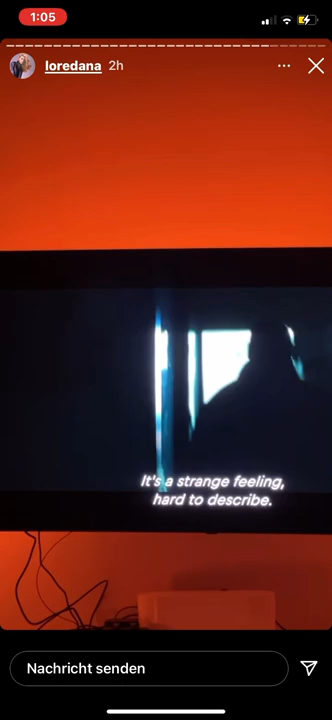 1:05
loredana 2h
It's a strange feeling,
hard to describe.
Nachricht senden